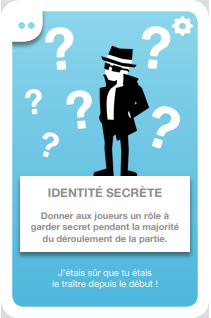 ? ? ? ? ? ?
IDENTITÉ SECRÈTE
Donner aux joueurs un rôle à
garder secret pendant la majorité
du déroulement de la partie.
J'étais sûr que tu étais
le traître depuis le début !